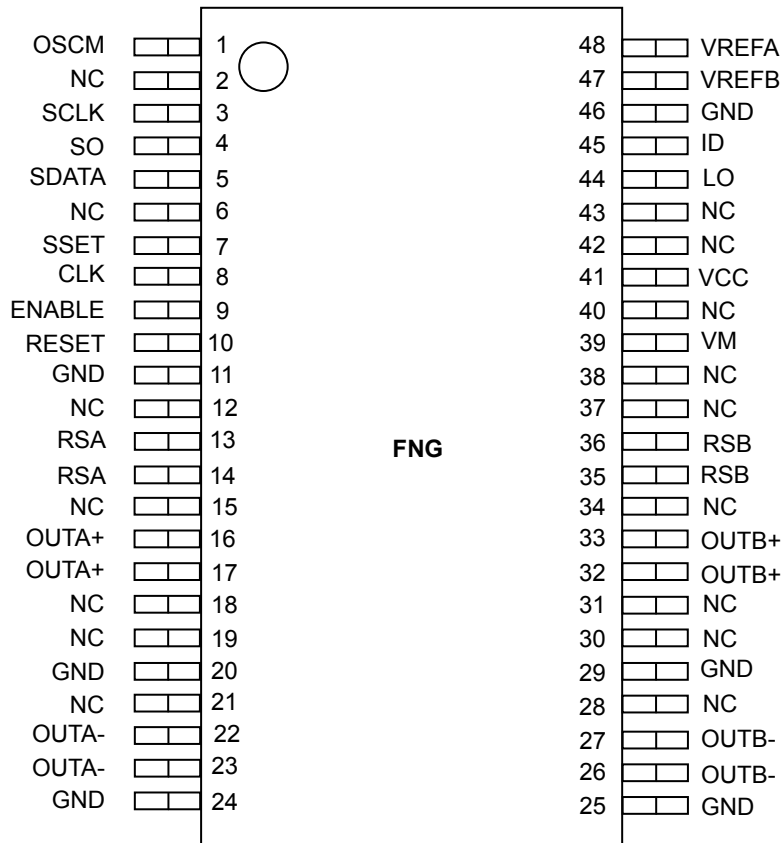 OSCM 1 48 VREFA
NC 2 47 VREFB
SCLK 3 46 GND
SO 4 45 ID
SDATA 5 44 LO
NC 6 43 NC
SSET 7 42 NC
CLK 8 41 VCC
ENABLE 9 40 NC
RESET 10 39 VM
GND 11 38 NC
NC 12 37 NC
RSA 13 36 RSB
FNG
RSA 14 35 RSB
NC 15 34 NC
OUTA+ 16 33 OUTB+
OUTA+ 17 32 OUTB+
NC 18 31 NC
NC 19 30 NC
GND 20 29 GND
NC 21 28 NC
OUTA- 22 27 OUTB-
OUTA- 23 26 OUTB-
GND 24 25 GND